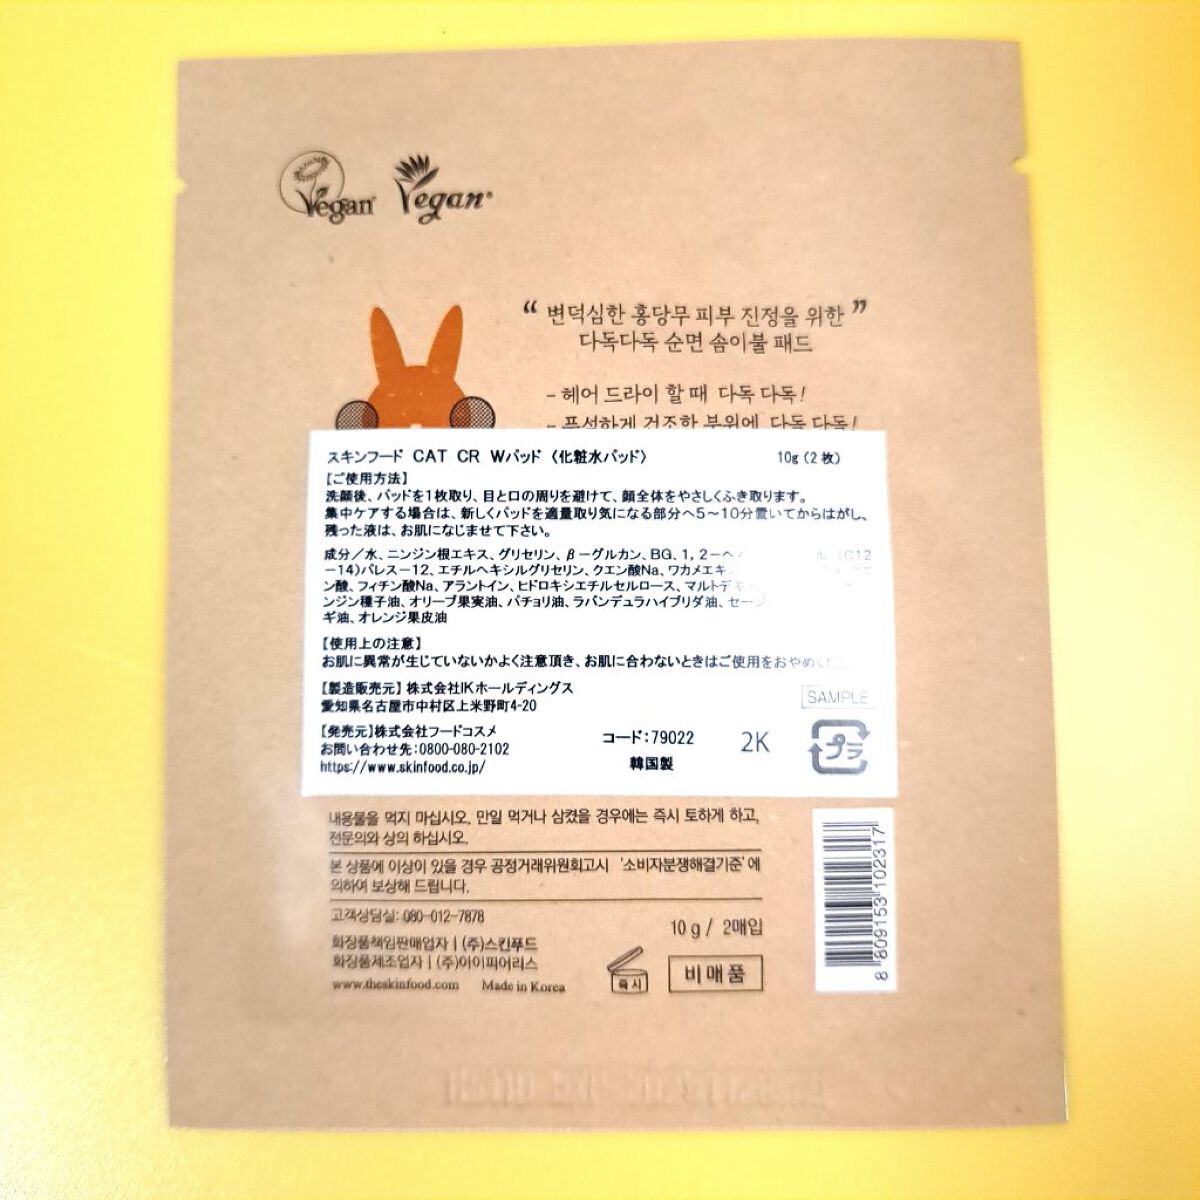 Vegan
Vegan
“ 변덕심한 홍당무 피부 진정을 위한 ”
다독다독 순면 솜이불 패드
- 헤어 드라이 할 때 다독 다독!
- 푸석하게 건조한 부위에 다독 다독!
スキンフード CAT CR Wパッド〈化粧水パッド〉 10g(2枚)
【ご使用方法】
洗顔後、パッドを1枚取り、目と口の周りを避けて、顔全体をやさしくふき取ります。
集中ケアする場合は、新しくパッドを適量取り気になる部分へ5～10分置いてからはがし、
残った液は、お肌になじませて下さい。
成分／水、ニンジン根エキス、グリセリン、β－グルカン、BG、1，2－ヘ (C12
－14)パレス－12、エチルヘキシルグリセリン、クエン酸Na、ワカメエキ
ン酸、フィチン酸Na、アラントイン、ヒドロキシエチルセルロース、マルトデキ
ンジン種子油、オリーブ果実油、パチョリ油、ラバンデュラハイブリダ油、セー
ギ油、オレンジ果皮油
【使用上の注意】
お肌に異常が生じていないかよく注意頂き、お肌に合わないときはご使用をおやめく
【製造販売元】株式会社IKホールディングス
愛知県名古屋市中村区上米野町4-20
SAMPLE
【発売元】株式会社フードコスメ
お問い合わせ先：0800-080-2102
https://www.skinfood.co.jp/
コード：79022
韓国製
2K
プラ
내용물을 먹지 마십시오. 만일 먹거나 삼켰을 경우에는 즉시 토하게 하고,
전문의와 상의 하십시오.
본 상품에 이상이 있을 경우 공정거래위원회고시 '소비자분쟁해결기준'에
의하여 보상해 드립니다.
고객상담실: 080-012-7878
화장품책임판매업자 | (주)스킨푸드
화장품제조업자 | (주)아이피어리스
www.theskinfood.com Made in Korea
10 g / 2매입
즉시
비매품
8 809153 102317